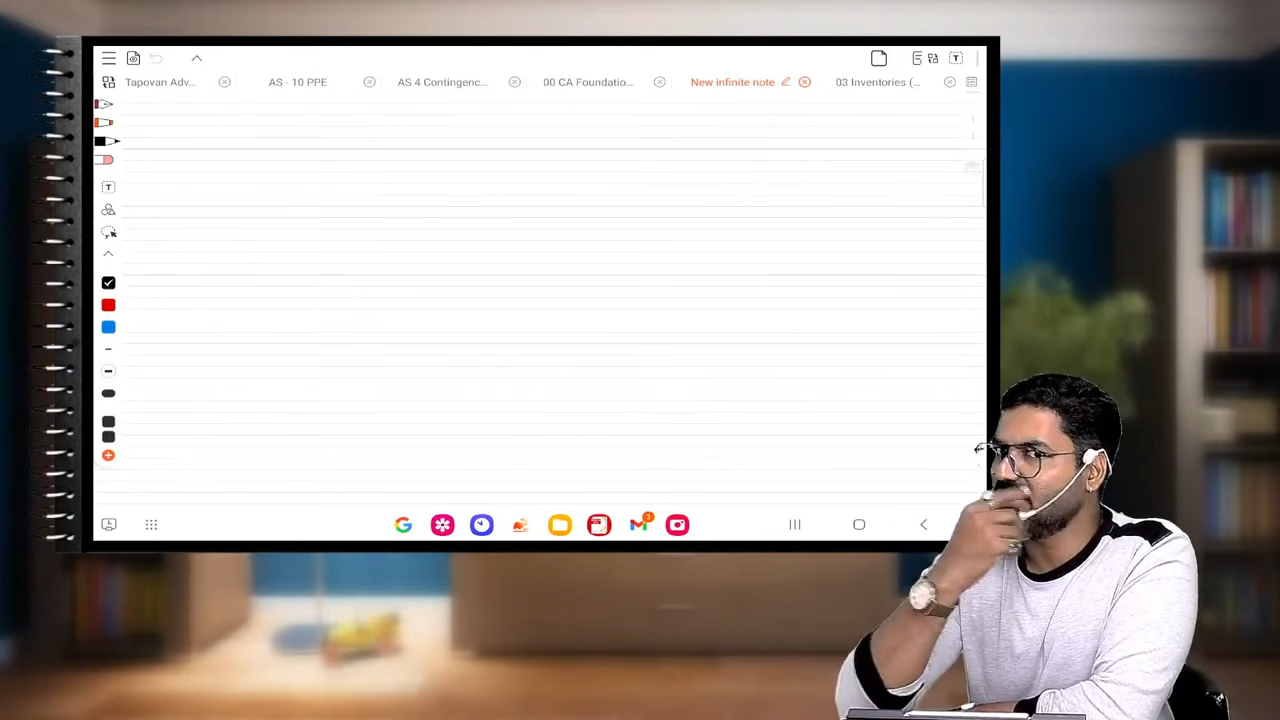 Tapovan Adv...
AS - 10 PPE
AS 4 Contingenc...
00 CA Foundatio...
New infinite note
03 Inventories (...